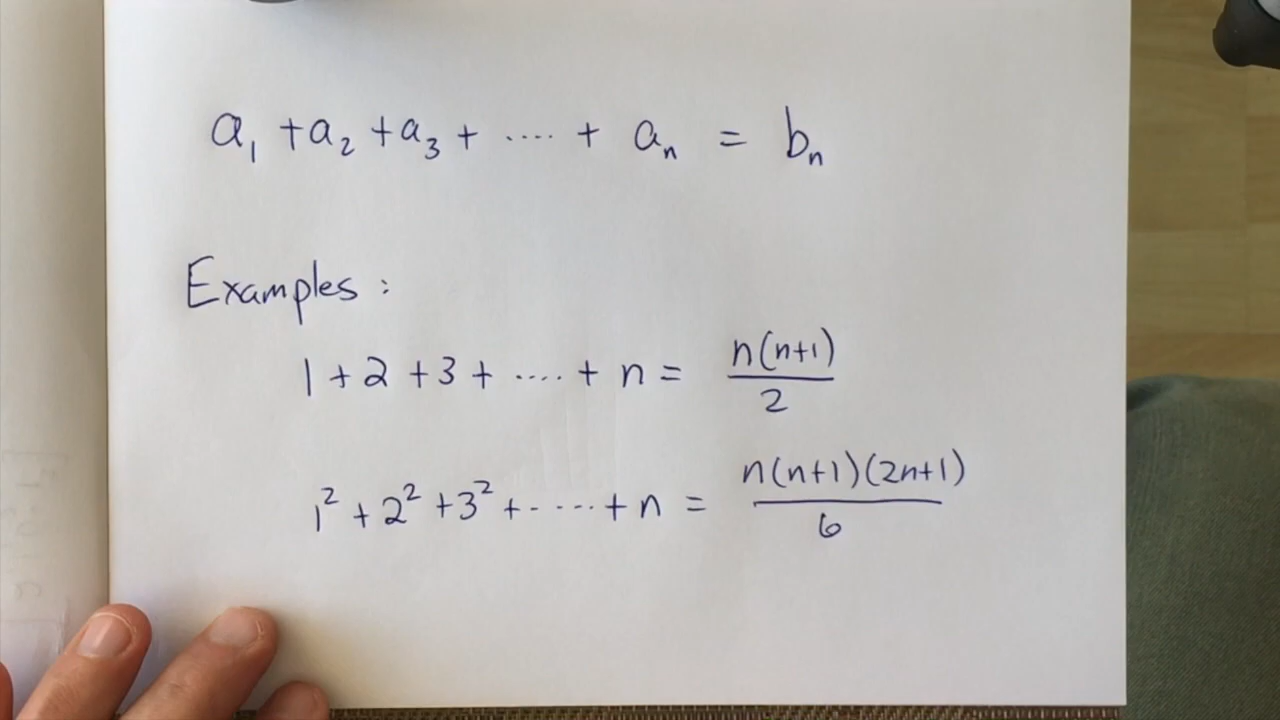 a₁ + a₂ + a₃ + .... + aₙ = bₙ
Examples :
1 + 2 + 3 + .... + n = n(n+1)/2
1² + 2² + 3² + ..... + n = n(n+1)(2n+1)/6